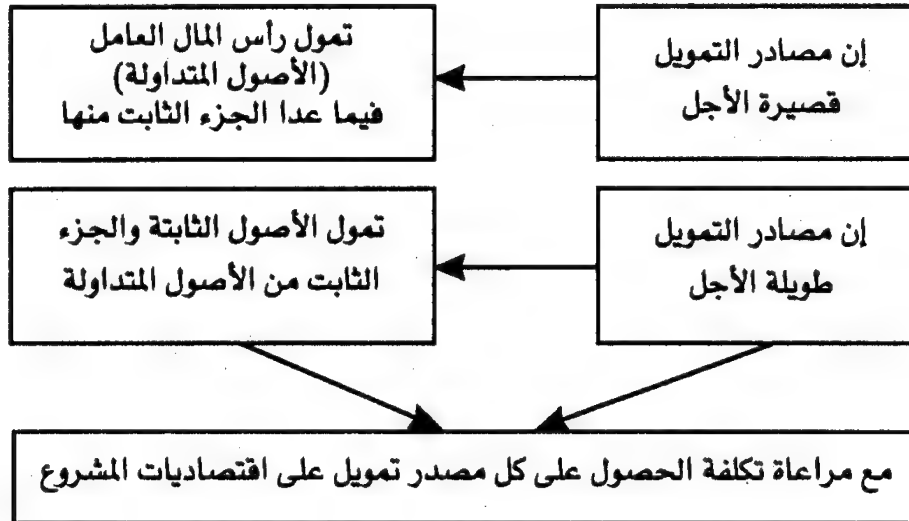 إن مصادر التمويل
قصيرة الأجل
تمول رأس المال العامل
(الأصول المتداولة)
فيما عدا الجزء الثابت منها
إن مصادر التمويل
طويلة الأجل
تمول الأصول الثابتة والجزء
الثابت من الأصول المتداولة
مع مراعاة تكلفة الحصول على كل مصدر تمويل على اقتصاديات المشروع